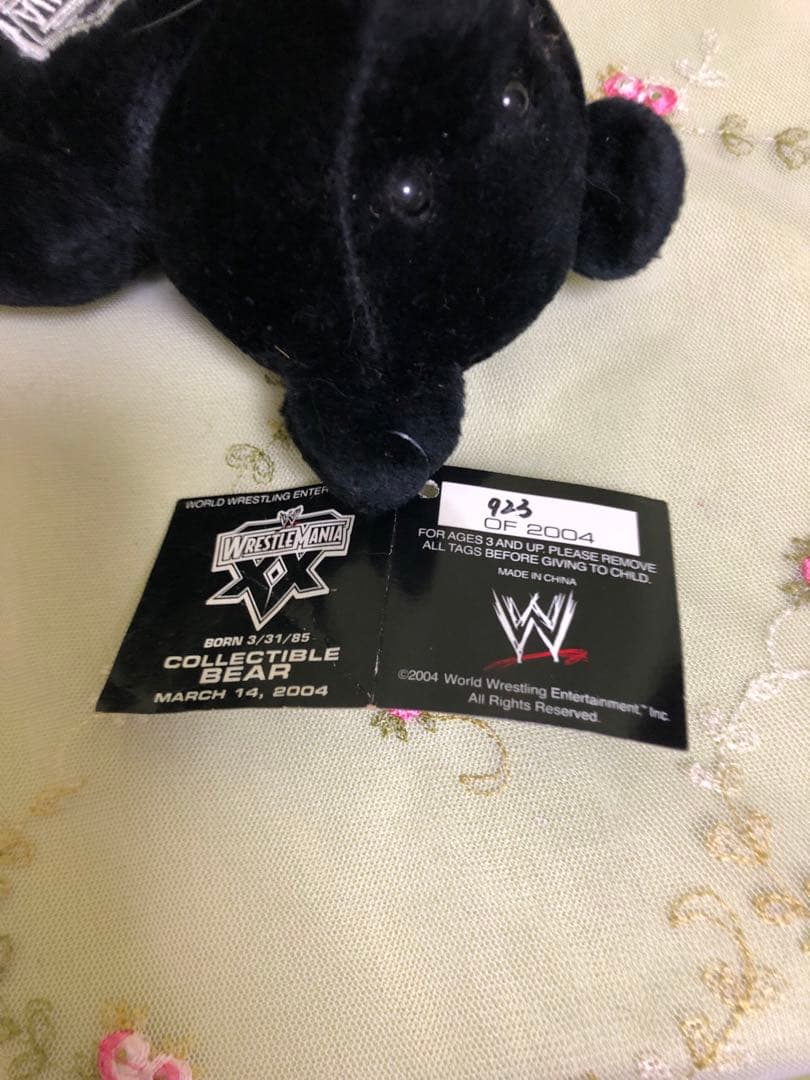 WORLD WRESTLING ENTER
W
WRESTLEMANIA
XX
™
BORN 3/31/85
COLLECTIBLE
BEAR
MARCH 14, 2004
923
OF 2004
FOR AGES 3 AND UP. PLEASE REMOVE
ALL TAGS BEFORE GIVING TO CHILD.
MADE IN CHINA
W
©2004 World Wrestling Entertainment,™ Inc.
All Rights Reserved.